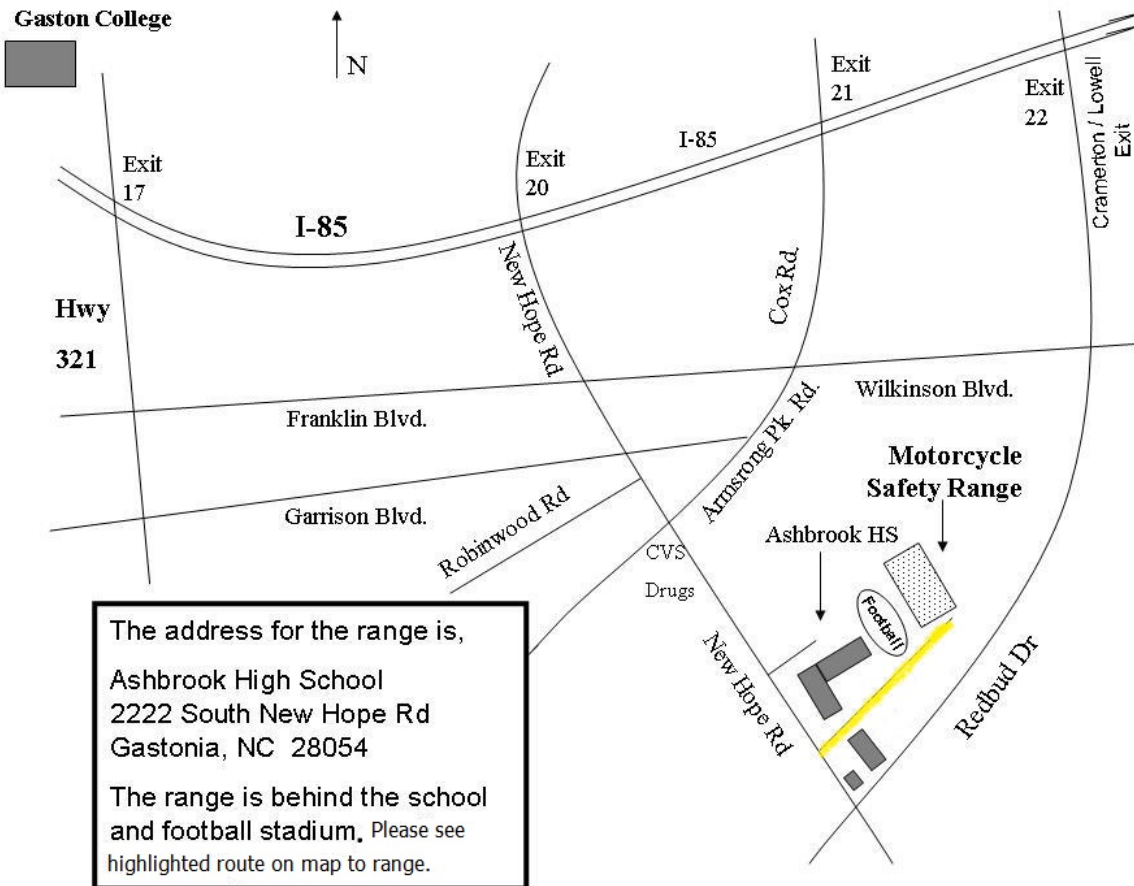 Gaston College
N
Exit
17
Exit
20
Exit
21
Exit
22
Cramerton / Lowell
Exit
I-85
I-85
Hwy
321
New Hope Rd
Cox Rd.
Franklin Blvd.
Wilkinson Blvd.
Garrison Blvd.
Robinwood Rd
Armsrong Pk. Rd.
CVS
Drugs
Motorcycle
Safety Range
Ashbrook HS
Football
New Hope Rd
Redbud Dr
The address for the range is,
Ashbrook High School
2222 South New Hope Rd
Gastonia, NC 28054
The range is behind the school
and football stadium. Please see
highlighted route on map to range.